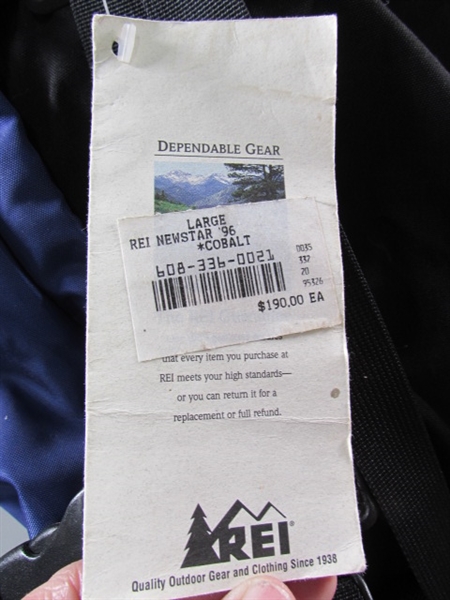 DEPENDABLE GEAR
LARGE
REI NEWSTAR '96
*COBALT
608-336-0021
0035
332
20
95326
$190.00 EA
that every item you purchase at
REI meets your high standards—
or you can return it for a
replacement or full refund.
REI®
Quality Outdoor Gear and Clothing Since 1938